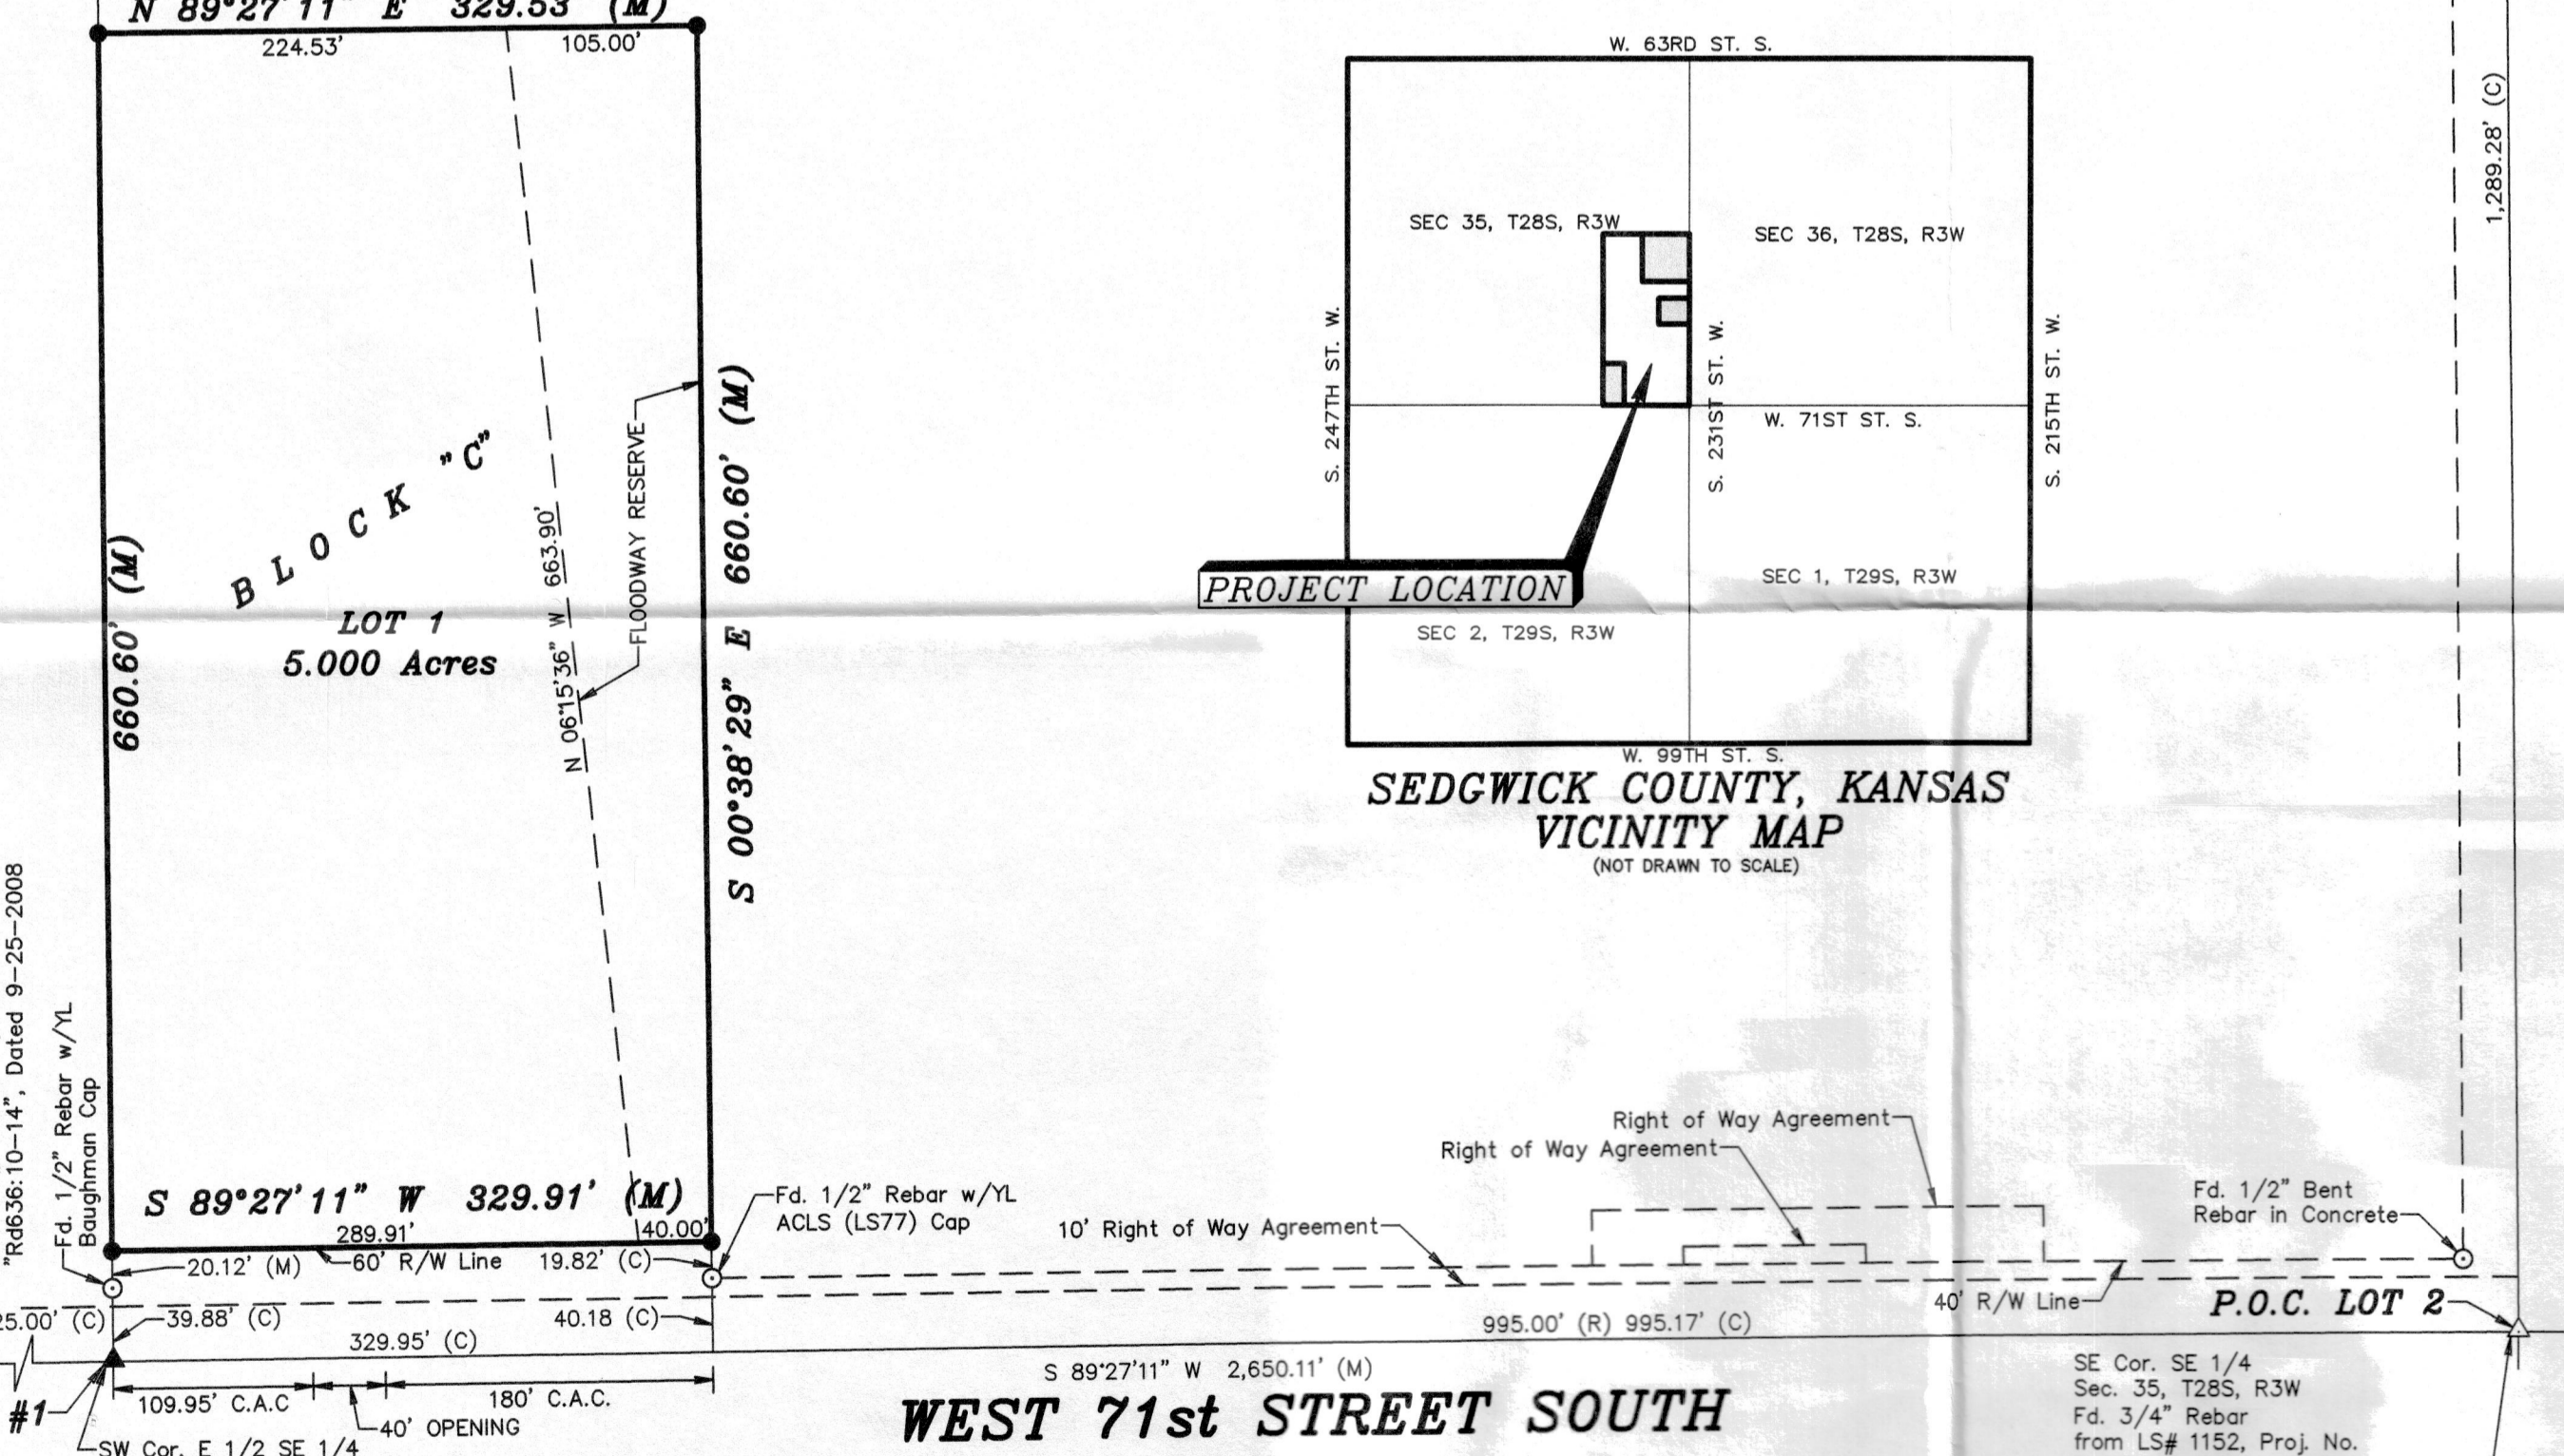 N 89°27'11" E 329.53' (M)
224.53'
105.00'
660.60' (M)
BLOCK "C"
LOT 1
5.000 Acres
N 06°15'36" W 663.90'
FLOODWAY RESERVE
S 00°38'29" E 660.60' (M)
"Rd636:10-14", Dated 9-25-2008
Fd. 1/2" Rebar w/YL
Baughman Cap
S 89°27'11" W 329.91' (M)
289.91'
40.00'
20.12' (M)
60' R/W Line
19.82' (C)
25.00' (C)
39.88' (C)
40.18 (C)
329.95' (C)
#1
109.95' C.A.C
40' OPENING
180' C.A.C.
SW Cor. E 1/2 SE 1/4
Fd. 1/2" Rebar w/YL
ACLS (LS77) Cap
10' Right of Way Agreement
Right of Way Agreement
Right of Way Agreement
995.00' (R) 995.17' (C)
S 89°27'11" W 2,650.11' (M)
WEST 71st STREET SOUTH
W. 63RD ST. S.
SEC 35, T28S, R3W
SEC 36, T28S, R3W
S. 247TH ST. W.
S. 231ST ST. W.
S. 215TH ST. W.
W. 71ST ST. S.
PROJECT LOCATION
SEC 1, T29S, R3W
SEC 2, T29S, R3W
W. 99TH ST. S.
SEDGWICK COUNTY, KANSAS
VICINITY MAP
(NOT DRAWN TO SCALE)
1,289.28' (C)
Fd. 1/2" Bent
Rebar in Concrete
40' R/W Line
P.O.C. LOT 2
SE Cor. SE 1/4
Sec. 35, T28S, R3W
Fd. 3/4" Rebar
from LS# 1152, Proj. No.